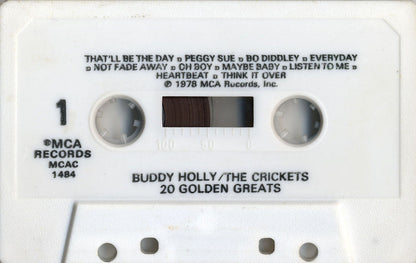 THAT'LL BE THE DAY ¤ PEGGY SUE ¤ BO DIDDLEY ¤ EVERYDAY
¤ NOT FADE AWAY ¤ OH BOY ¤ MAYBE BABY ¤ LISTEN TO ME ¤
HEARTBEAT ¤ THINK IT OVER
℗ 1978 MCA Records, Inc.
1
®MCA
RECORDS
MCAC
1484
100 50 0
BUDDY HOLLY/THE CRICKETS
20 GOLDEN GREATS